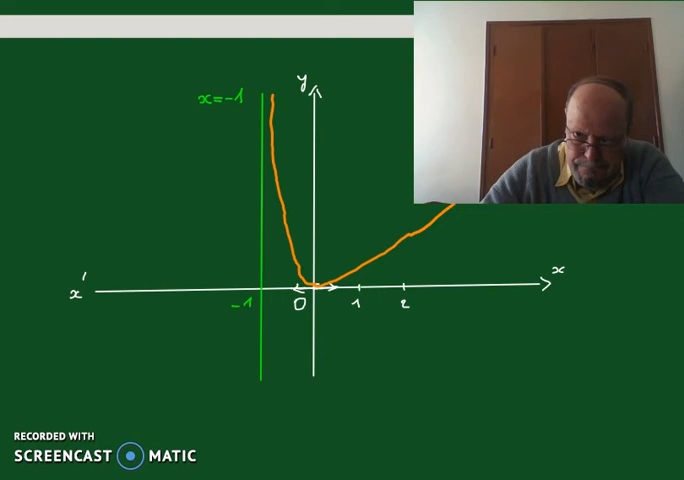 y
x=-1
x
x'
-1 0 1 2
RECORDED WITH
SCREENCAST MATIC